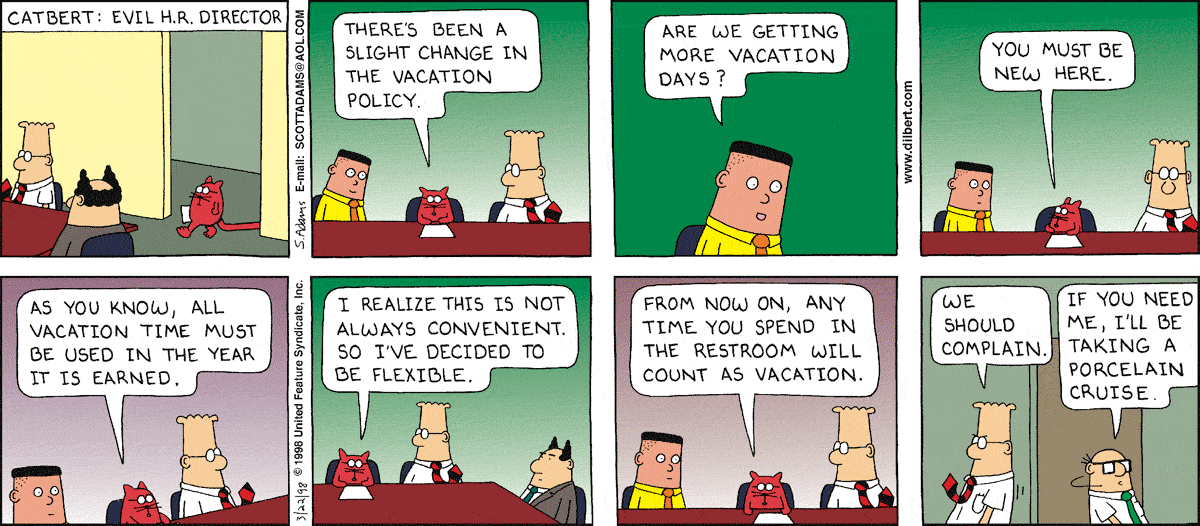 CATBERT: EVIL H.R. DIRECTOR
S. Adams E-mail: SCOTTADAMS@AOL.COM
THERE'S BEEN A
SLIGHT CHANGE IN
THE VACATION
POLICY.
ARE WE GETTING
MORE VACATION
DAYS?
www.dilbert.com
YOU MUST BE
NEW HERE.
AS YOU KNOW, ALL
VACATION TIME MUST
BE USED IN THE YEAR
IT IS EARNED.
3/22/98 © 1998 United Feature Syndicate, Inc.
I REALIZE THIS IS NOT
ALWAYS CONVENIENT.
SO I'VE DECIDED TO
BE FLEXIBLE.
FROM NOW ON, ANY
TIME YOU SPEND IN
THE RESTROOM WILL
COUNT AS VACATION.
WE
SHOULD
COMPLAIN.
IF YOU NEED
ME, I'LL BE
TAKING A
PORCELAIN
CRUISE.